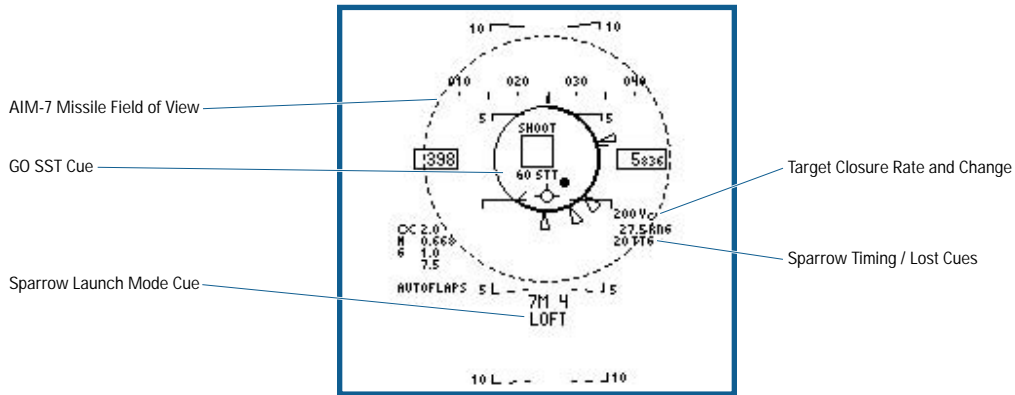 10 10
010 020 030 040
AIM-7 Missile Field of View
5 5
SHOOT
398
5836
GO SST Cue
GO STT
Target Closure Rate and Change
200 Vc
α 2.0
27.5 RNG
M
20 TTG
G 1.0
Sparrow Timing / Lost Cues
7.5
Sparrow Launch Mode Cue
AUTOFLAPS 5 5
7M 4
LOFT
10 10